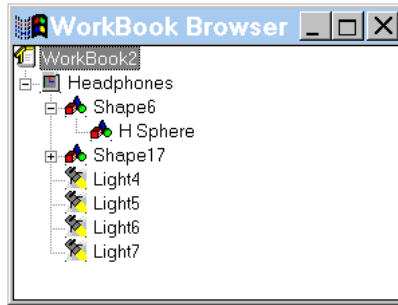 WorkBook Browser
WorkBook2
Headphones
Shape6
H Sphere
Shape17
Light4
Light5
Light6
Light7